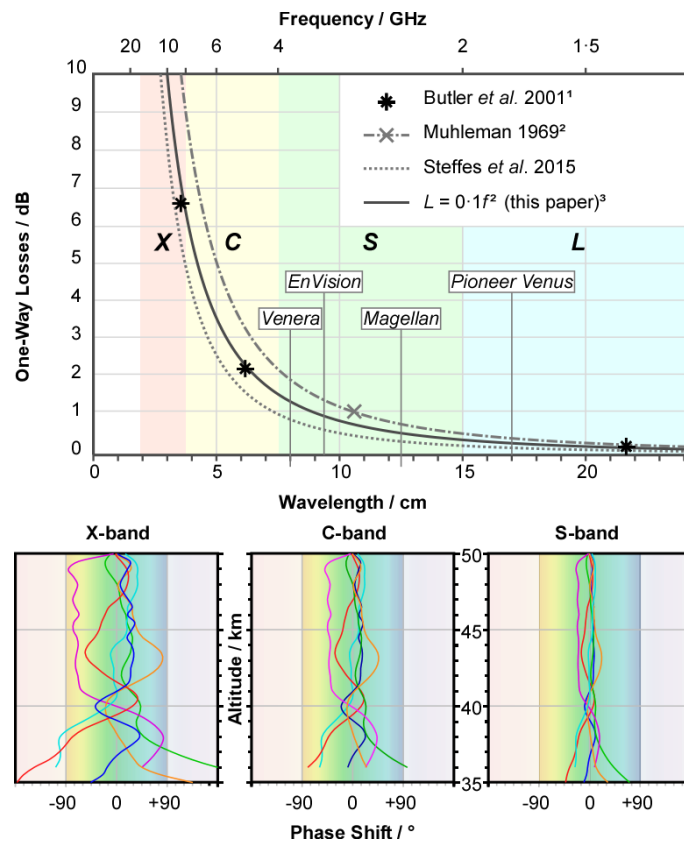 Frequency / GHz
20 10 8 6 4 2 1·5
One-Way Losses / dB
10
9
8
7
6
5
4
3
2
1
0
Butler et al. 2001¹
Muhleman 1969²
Steffes et al. 2015
L = 0·1f² (this paper)³
X C S L
EnVision Pioneer Venus
Venera Magellan
0 5 10 15 20
Wavelength / cm
X-band C-band S-band
Altitude / km
50
45
40
35
-90 0 +90 -90 0 +90 -90 0 +90
Phase Shift / °